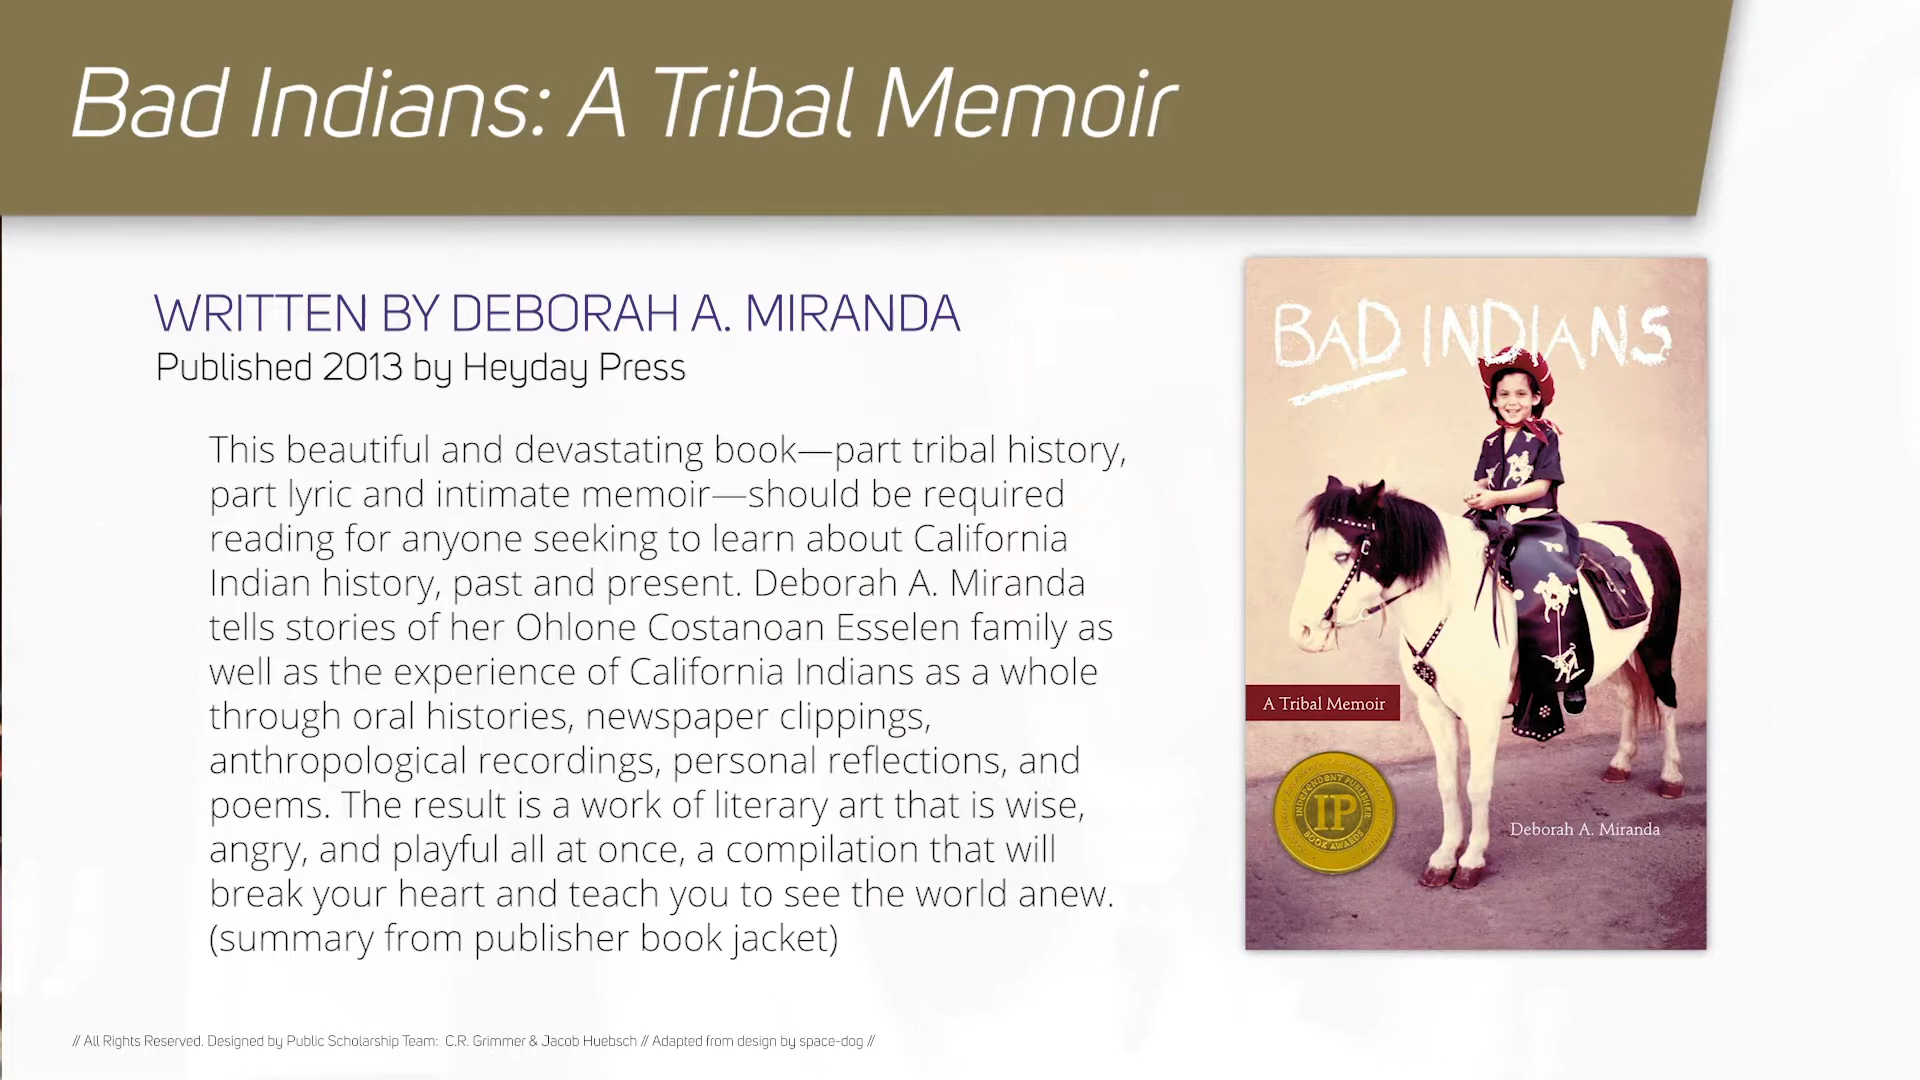 Bad Indians: A Tribal Memoir
WRITTEN BY DEBORAH A. MIRANDA
Published 2013 by Heyday Press
This beautiful and devastating book—part tribal history,
part lyric and intimate memoir—should be required
reading for anyone seeking to learn about California
Indian history, past and present. Deborah A. Miranda
tells stories of her Ohlone Costanoan Esselen family as
well as the experience of California Indians as a whole
through oral histories, newspaper clippings,
anthropological recordings, personal reflections, and
poems. The result is a work of literary art that is wise,
angry, and playful all at once, a compilation that will
break your heart and teach you to see the world anew.
(summary from publisher book jacket)
BAD INDIANS
A Tribal Memoir
INDEPENDENT PUBLISHER
IP
BOOK AWARDS
Deborah A. Miranda
// All Rights Reserved. Designed by Public Scholarship Team: C.R. Grimmer & Jacob Huebsch // Adapted from design by space-dog //